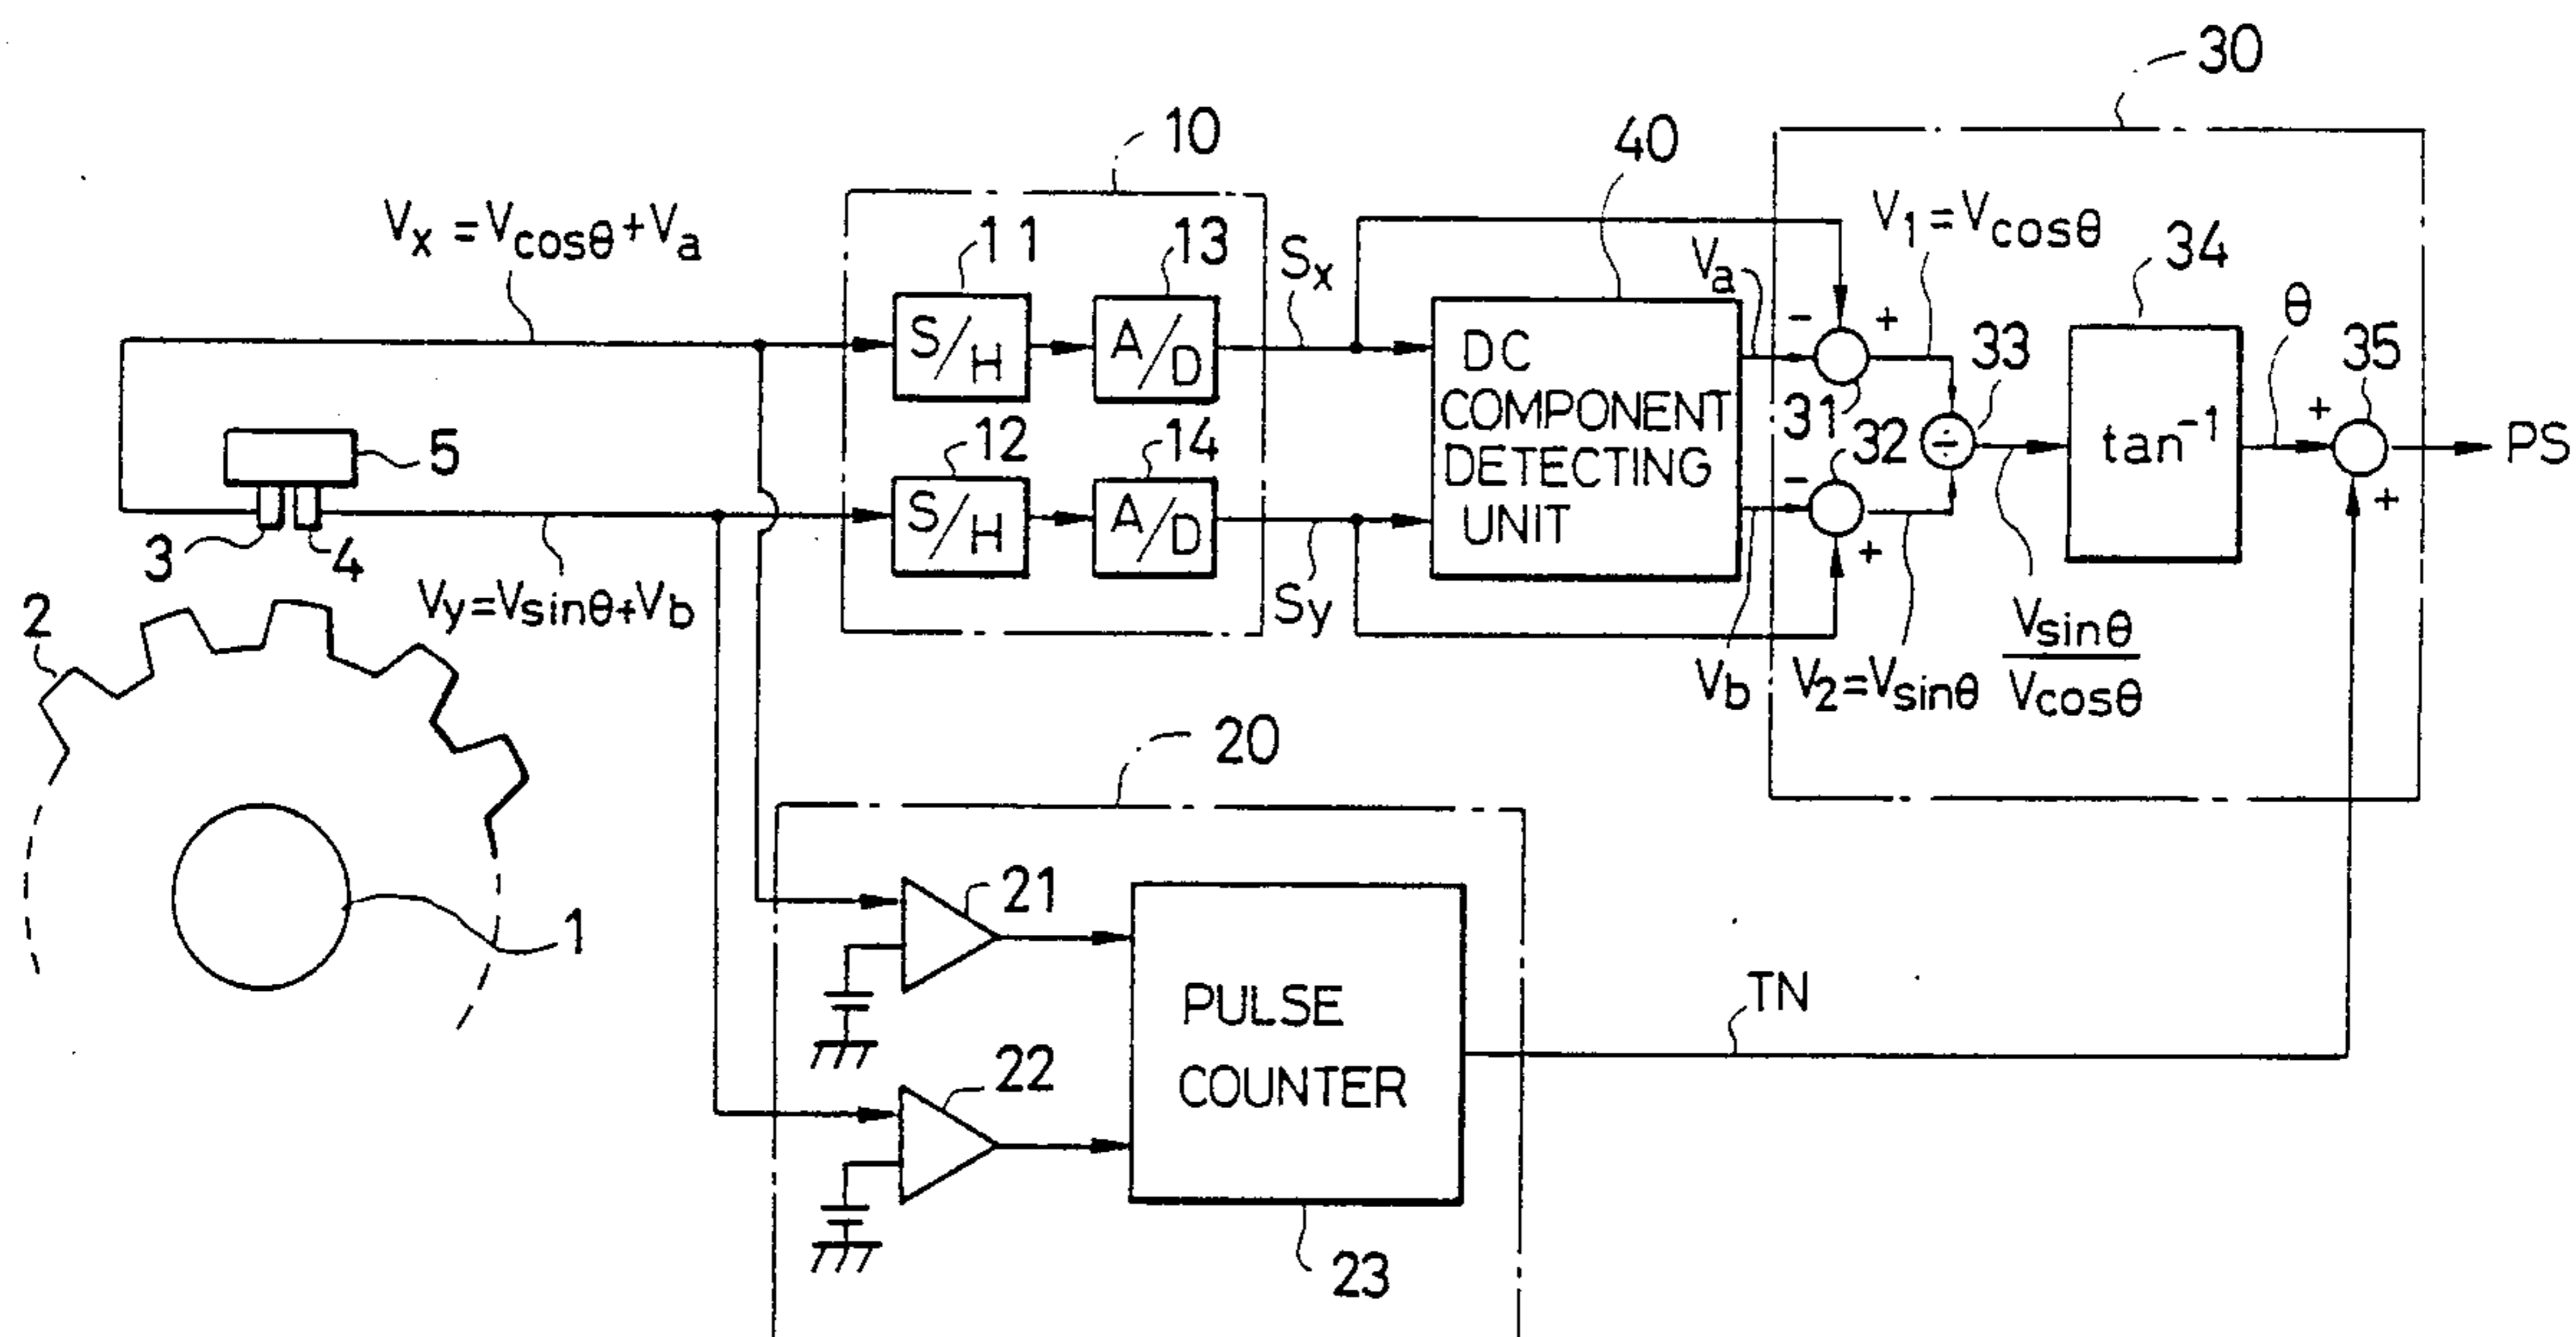 30
10
40
Vx = Vcosθ + Va
11
13
Sx
Va
V1 = Vcosθ
34
θ
35
S/H
A/D
DC
COMPONENT
DETECTING
UNIT
-
+
31
33
÷
tan⁻¹
+
+
PS
5
12
14
32
-
+
S/H
A/D
3
4
Vy = Vsinθ + Vb
Sy
Vb
V2 = Vsinθ
Vsinθ
Vcosθ
2
20
1
21
PULSE
COUNTER
TN
22
23